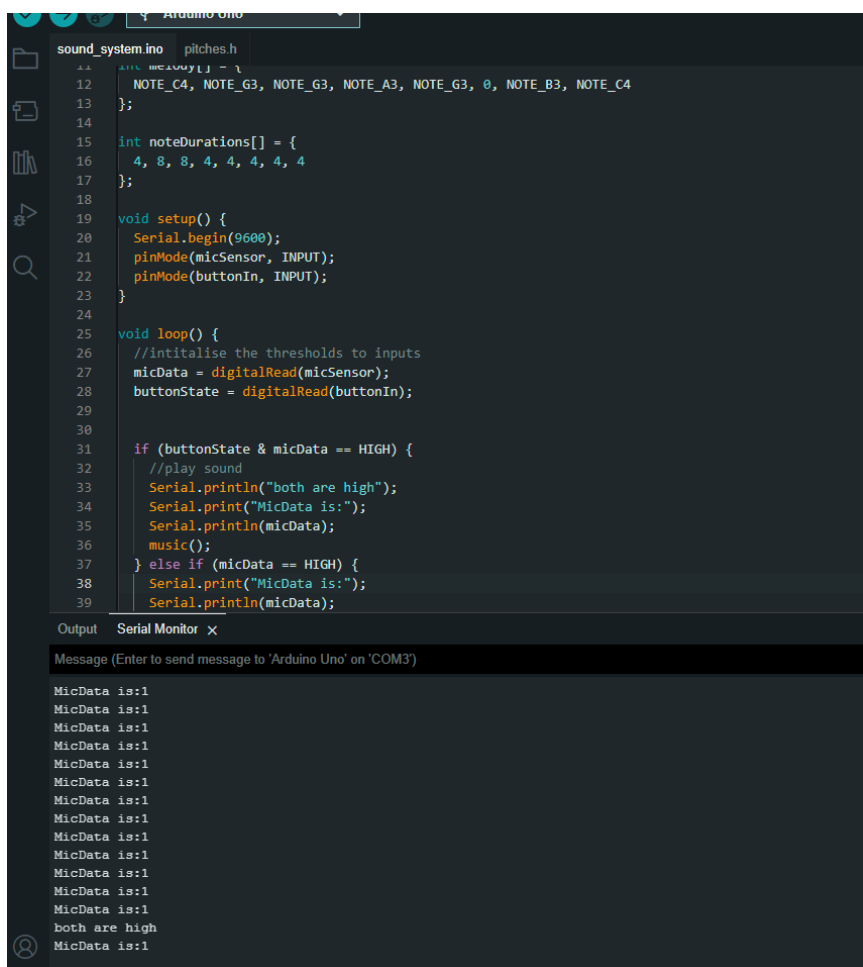 Arduino Uno
sound_system.ino pitches.h
11 int melody[] = {
12 NOTE_C4, NOTE_G3, NOTE_G3, NOTE_A3, NOTE_G3, 0, NOTE_B3, NOTE_C4
13 };
14
15 int noteDurations[] = {
16 4, 8, 8, 4, 4, 4, 4, 4
17 };
18
19 void setup() {
20 Serial.begin(9600);
21 pinMode(micSensor, INPUT);
22 pinMode(buttonIn, INPUT);
23 }
24
25 void loop() {
26 //intitalise the thresholds to inputs
27 micData = digitalRead(micSensor);
28 buttonState = digitalRead(buttonIn);
29
30
31 if (buttonState & micData == HIGH) {
32 //play sound
33 Serial.println("both are high");
34 Serial.print("MicData is:");
35 Serial.println(micData);
36 music();
37 } else if (micData == HIGH) {
38 Serial.print("MicData is:");
39 Serial.println(micData);
Output Serial Monitor ×
Message (Enter to send message to 'Arduino Uno' on 'COM3')
MicData is:1
MicData is:1
MicData is:1
MicData is:1
MicData is:1
MicData is:1
MicData is:1
MicData is:1
MicData is:1
MicData is:1
MicData is:1
MicData is:1
MicData is:1
both are high
MicData is:1